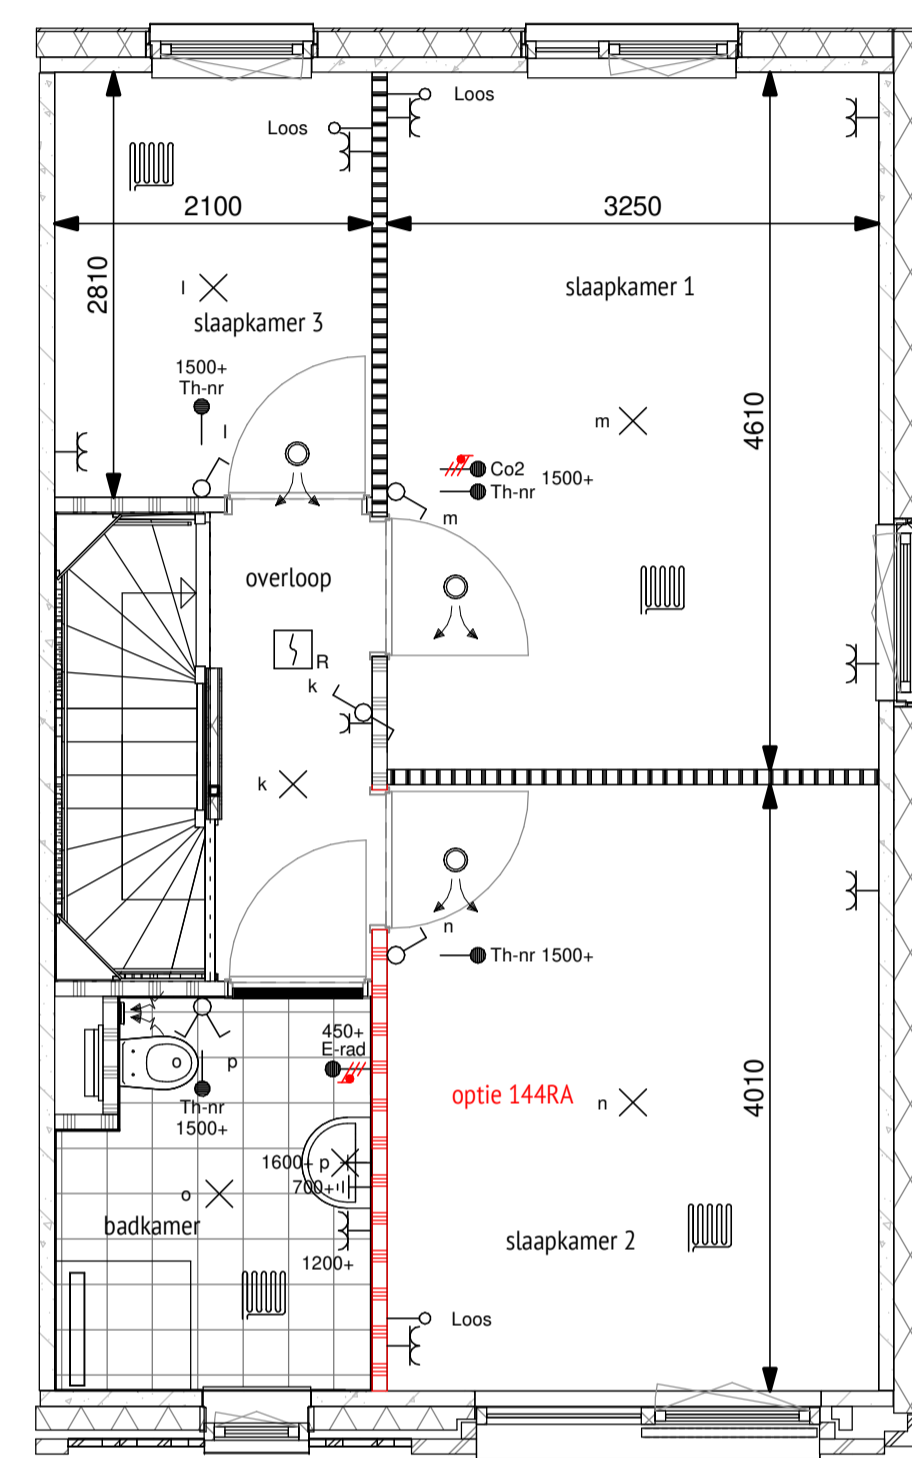 Loos
Loos
2100
3250
2810
slaapkamer 1
l
slaapkamer 3
1500+
Th-nr
l
4610
m
Co2
1500+
Th-nr
m
overloop
R
k
k
n
Th-nr 1500+
450+
E-rad
o
p
Th-nr
1500+
optie 144RA
n
4010
1600+ p
700+
o
badkamer
1200+
slaapkamer 2
Loos